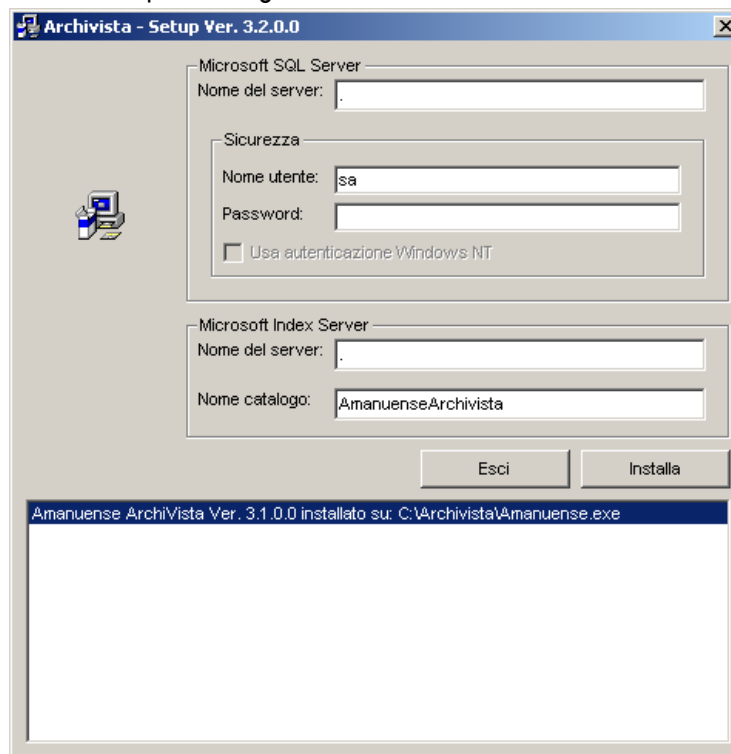 Archivista - Setup Ver. 3.2.0.0
Microsoft SQL Server
Nome del server: .
Sicurezza
Nome utente: sa
Password:
Usa autenticazione Windows NT
Microsoft Index Server
Nome del server: .
Nome catalogo: AmanuenseArchivista
Esci Installa
Amanuense ArchiVista Ver. 3.1.0.0 installato su: C:\Archivista\Amanuense.exe